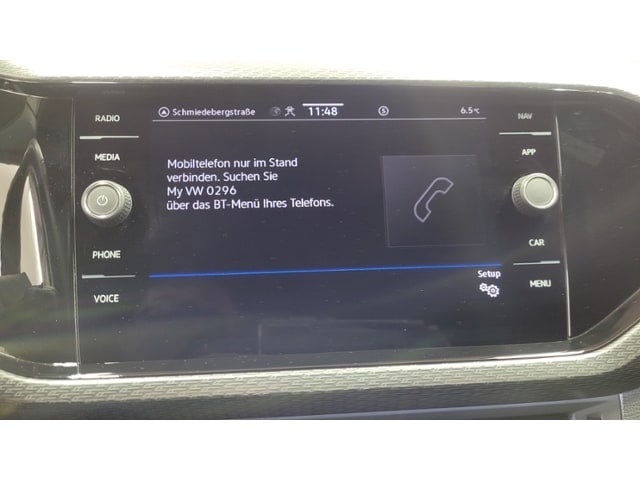 RADIO
MEDIA
PHONE
VOICE
Schmiedebergstraße 11:48 6.5°C
Mobiltelefon nur im Stand
verbinden. Suchen Sie
My VW 0296
über das BT-Menü Ihres Telefons.
Setup
NAV
APP
CAR
MENU